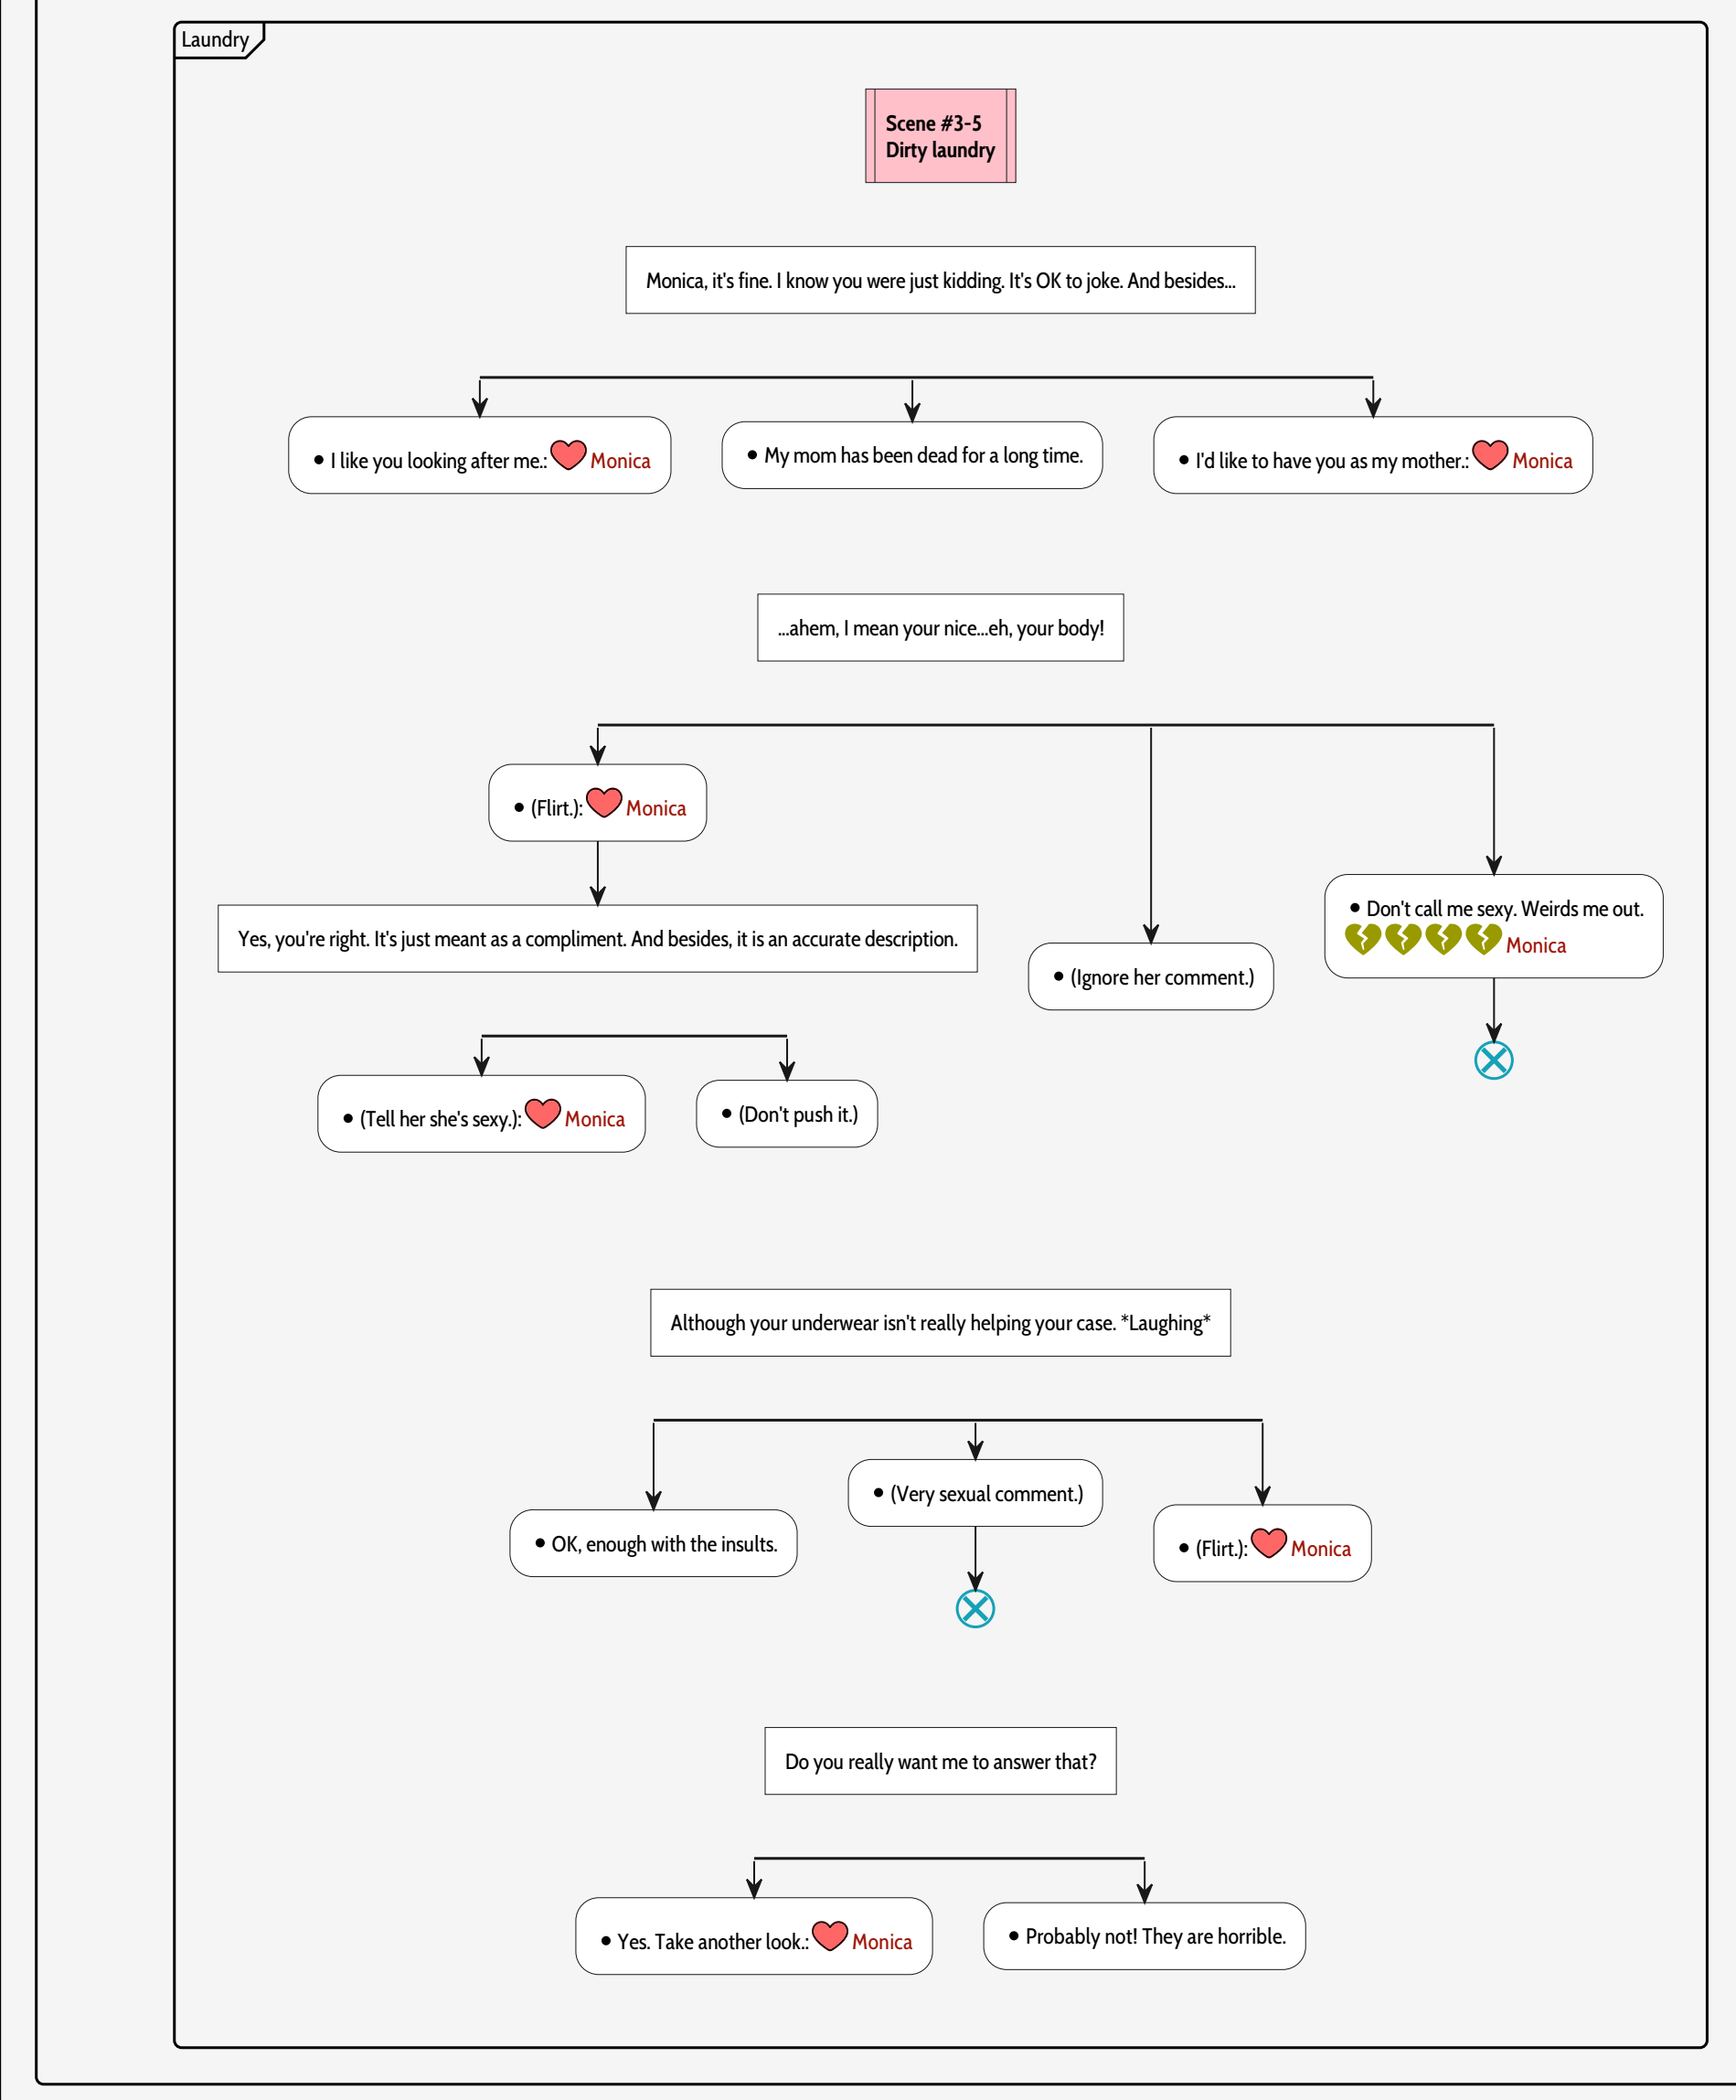 Laundry
Scene #3-5
Dirty laundry
Monica, it's fine. I know you were just kidding. It's OK to joke. And besides...
• I like you looking after me.: Monica
• My mom has been dead for a long time.
• I'd like to have you as my mother.: Monica
...ahem, I mean your nice...eh, your body!
• (Flirt.): Monica
• Don't call me sexy. Weirds me out.
Monica
Yes, you're right. It's just meant as a compliment. And besides, it is an accurate description.
• (Ignore her comment.)
• (Tell her she's sexy.): Monica
• (Don't push it.)
Although your underwear isn't really helping your case. *Laughing*
• OK, enough with the insults.
• (Very sexual comment.)
• (Flirt.): Monica
Do you really want me to answer that?
• Yes. Take another look.: Monica
• Probably not! They are horrible.